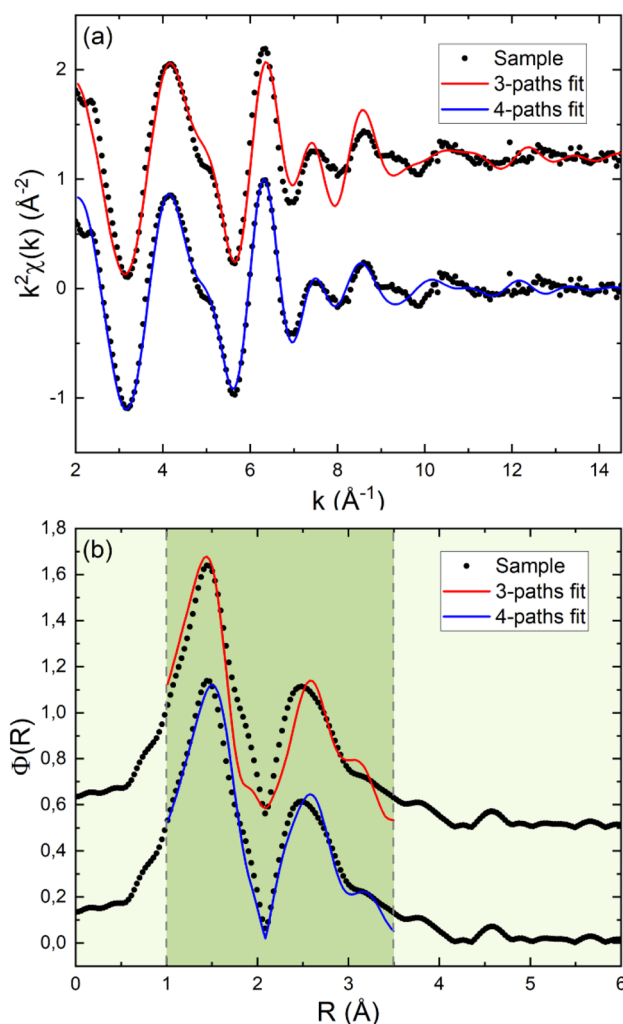 (a)
Sample
3-paths fit
4-paths fit
k²χ(k) (Å⁻²)
2
1
0
-1
2 4 6 8 10 12 14
k (Å⁻¹)
(b)
Sample
3-paths fit
4-paths fit
Φ(R)
1,8
1,6
1,4
1,2
1,0
0,8
0,6
0,4
0,2
0,0
0 1 2 3 4 5 6
R (Å)